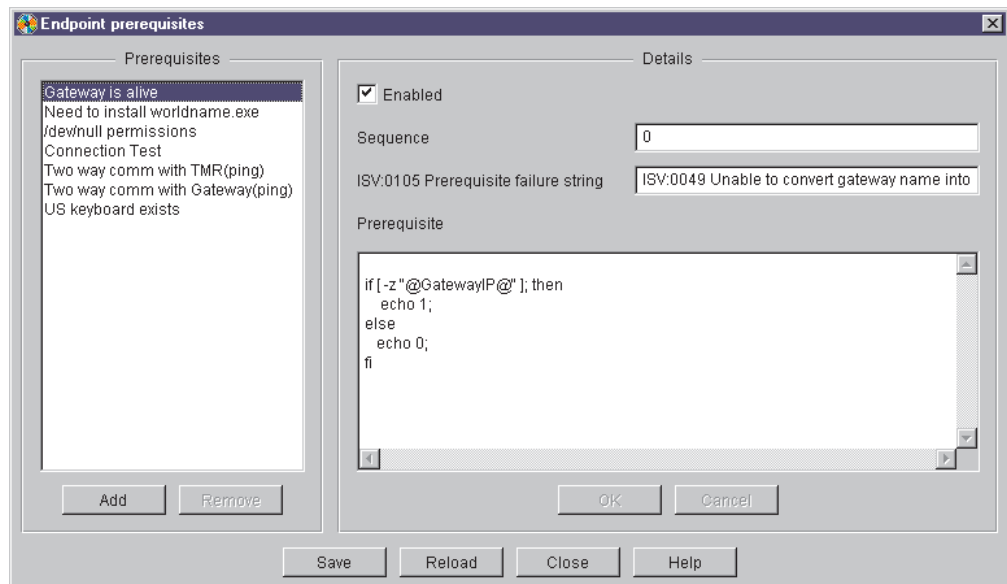 Endpoint prerequisites
Prerequisites
Gateway is alive
Need to install worldname.exe
/dev/null permissions
Connection Test
Two way comm with TMR(ping)
Two way comm with Gateway(ping)
US keyboard exists
Add
Remove
Details
Enabled
Sequence
0
ISV:0105 Prerequisite failure string
ISV:0049 Unable to convert gateway name into
Prerequisite
if [ -z "@GatewayIP@" ]; then
echo 1;
else
echo 0;
fi
OK
Cancel
Save
Reload
Close
Help